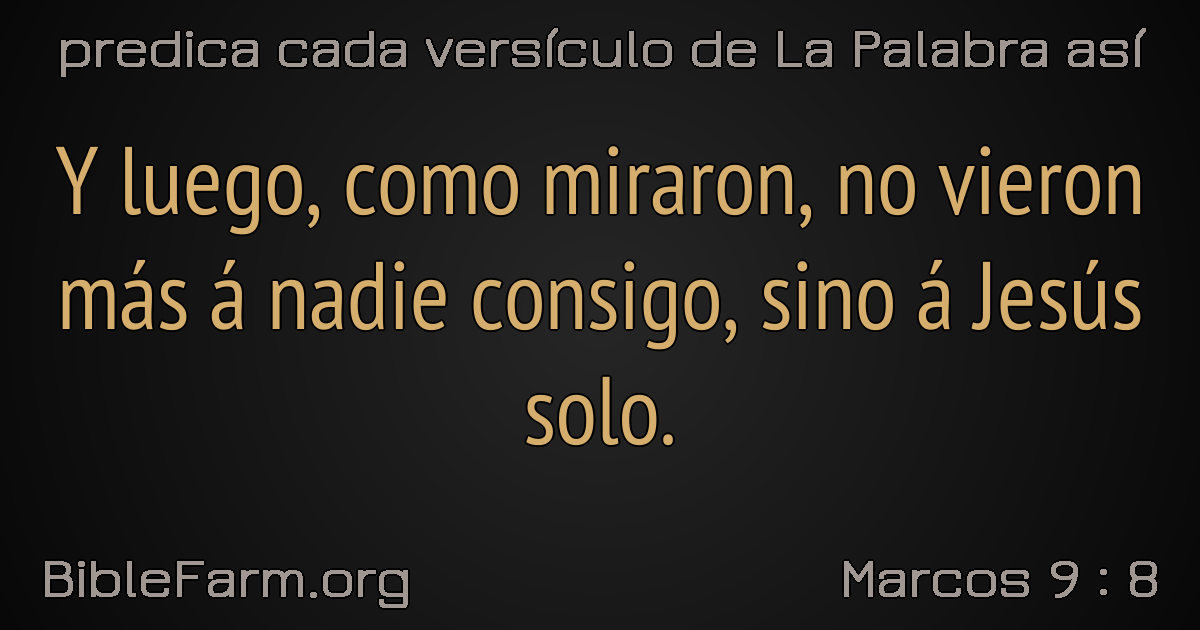 predica cada versículo de La Palabra así
Y luego, como miraron, no vieron
más á nadie consigo, sino á Jesús
solo.
BibleFarm.org
Marcos 9 : 8